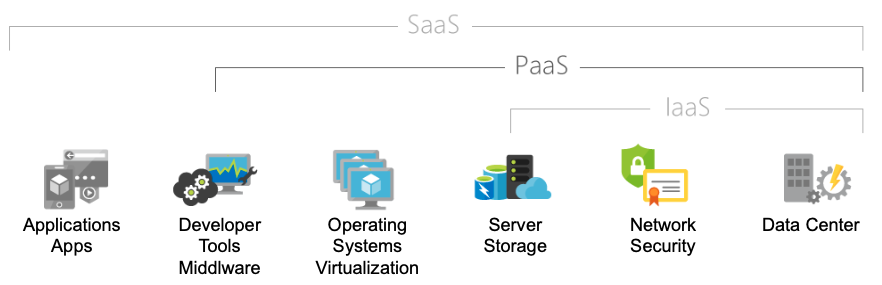 SaaS
PaaS
IaaS
Applications
Apps
Developer
Tools
Middlware
Operating
Systems
Virtualization
Server
Storage
Network
Security
Data Center